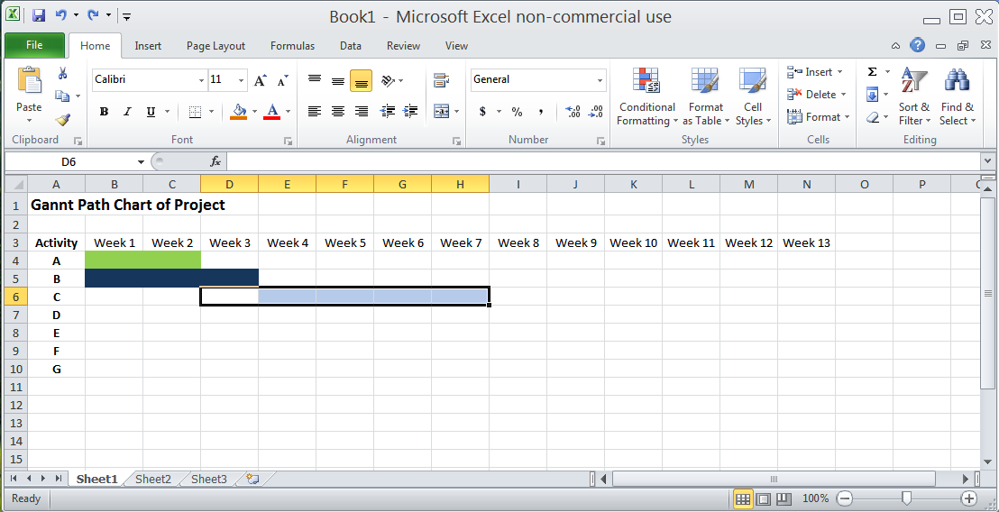 Book1 - Microsoft Excel non-commercial use
File Home Insert Page Layout Formulas Data Review View
Calibri 11 General Insert Σ
Paste B I U $ % , Conditional Formatting Format as Table Cell Styles Delete Format Sort & Filter Find & Select
Clipboard Font Alignment Number Styles Cells Editing
D6 fx
A B C D E F G H I J K L M N O P
1 Gannt Path Chart of Project
2
3 Activity Week 1 Week 2 Week 3 Week 4 Week 5 Week 6 Week 7 Week 8 Week 9 Week 10 Week 11 Week 12 Week 13
4 A
5 B
6 C
7 D
8 E
9 F
10 G
11
12
13
14
15
Sheet1 Sheet2 Sheet3
Ready 100%